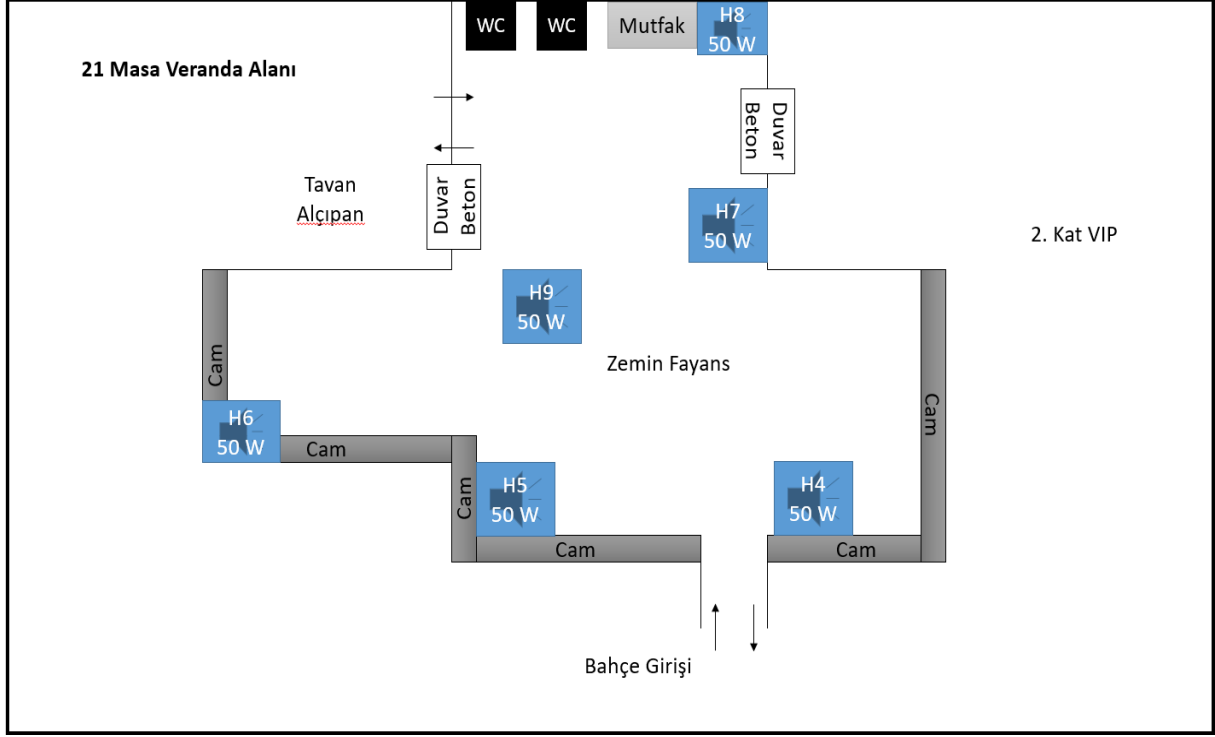 WC
WC
Mutfak
H8
50 W
21 Masa Veranda Alanı
Duvar
Beton
Tavan
Alçıpan
Duvar
Beton
H7
50 W
2. Kat VIP
H9
50 W
Zemin Fayans
Cam
Cam
H6
50 W
Cam
Cam
H5
50 W
H4
50 W
Cam
Cam
Bahçe Girişi